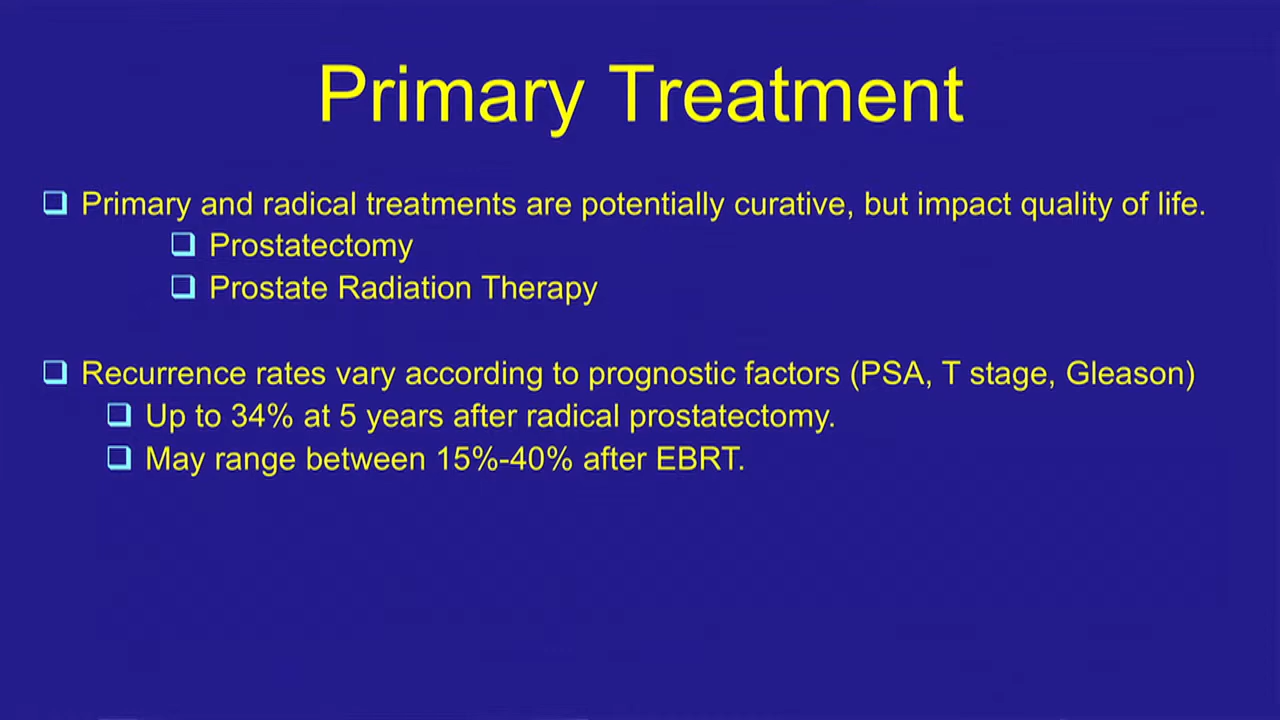 Primary Treatment
Primary and radical treatments are potentially curative, but impact quality of life.
Prostatectomy
Prostate Radiation Therapy
Recurrence rates vary according to prognostic factors (PSA, T stage, Gleason)
Up to 34% at 5 years after radical prostatectomy.
May range between 15%-40% after EBRT.